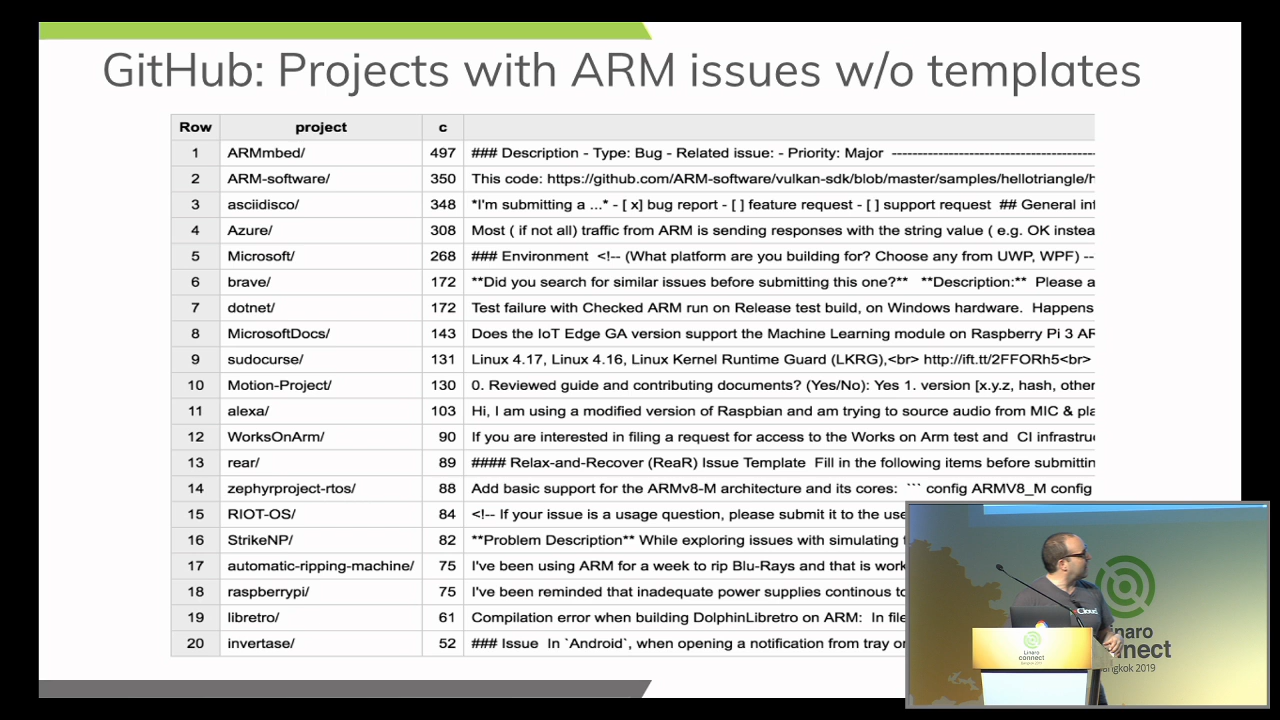 GitHub: Projects with ARM issues w/o templates
Row project c
1 ARMmbed/ 497 ### Description - Type: Bug - Related issue: - Priority: Major ----------------------------------------
2 ARM-software/ 350 This code: https://github.com/ARM-software/vulkan-sdk/blob/master/samples/hellotriangle/h
3 asciidisco/ 348 *I'm submitting a ...* - [ x] bug report - [ ] feature request - [ ] support request ## General inf
4 Azure/ 308 Most ( if not all) traffic from ARM is sending responses with the string value ( e.g. OK instea
5 Microsoft/ 268 ### Environment <!-- (What platform are you building for? Choose any from UWP, WPF) --
6 brave/ 172 **Did you search for similar issues before submitting this one?** **Description:** Please a
7 dotnet/ 172 Test failure with Checked ARM run on Release test build, on Windows hardware. Happens
8 MicrosoftDocs/ 143 Does the IoT Edge GA version support the Machine Learning module on Raspberry Pi 3 AR
9 sudocurse/ 131 Linux 4.17, Linux 4.16, Linux Kernel Runtime Guard (LKRG),<br> http://ift.tt/2FFORh5<br>
10 Motion-Project/ 130 0. Reviewed guide and contributing documents? (Yes/No): Yes 1. version [x.y.z, hash, other
11 alexa/ 103 Hi, I am using a modified version of Raspbian and am trying to source audio from MIC & pla
12 WorksOnArm/ 90 If you are interested in filing a request for access to the Works on Arm test and CI infrastruc
13 rear/ 89 #### Relax-and-Recover (ReaR) Issue Template Fill in the following items before submittin
14 zephyrproject-rtos/ 88 Add basic support for the ARMv8-M architecture and its cores: ``` config ARMV8_M config
15 RIOT-OS/ 84 <!-- If your issue is a usage question, please submit it to the use
16 StrikeNP/ 82 **Problem Description** While exploring issues with simulating
17 automatic-ripping-machine/ 75 I've been using ARM for a week to rip Blu-Rays and that is work
18 raspberrypi/ 75 I've been reminded that inadequate power supplies continous to
19 libretro/ 61 Compilation error when building DolphinLibretro on ARM: In file
20 invertase/ 52 ### Issue In `Android`, when opening a notification from tray or
Cloud
Linaro
connect
Bangkok 2019
Linaro
connect
Bangkok 2019